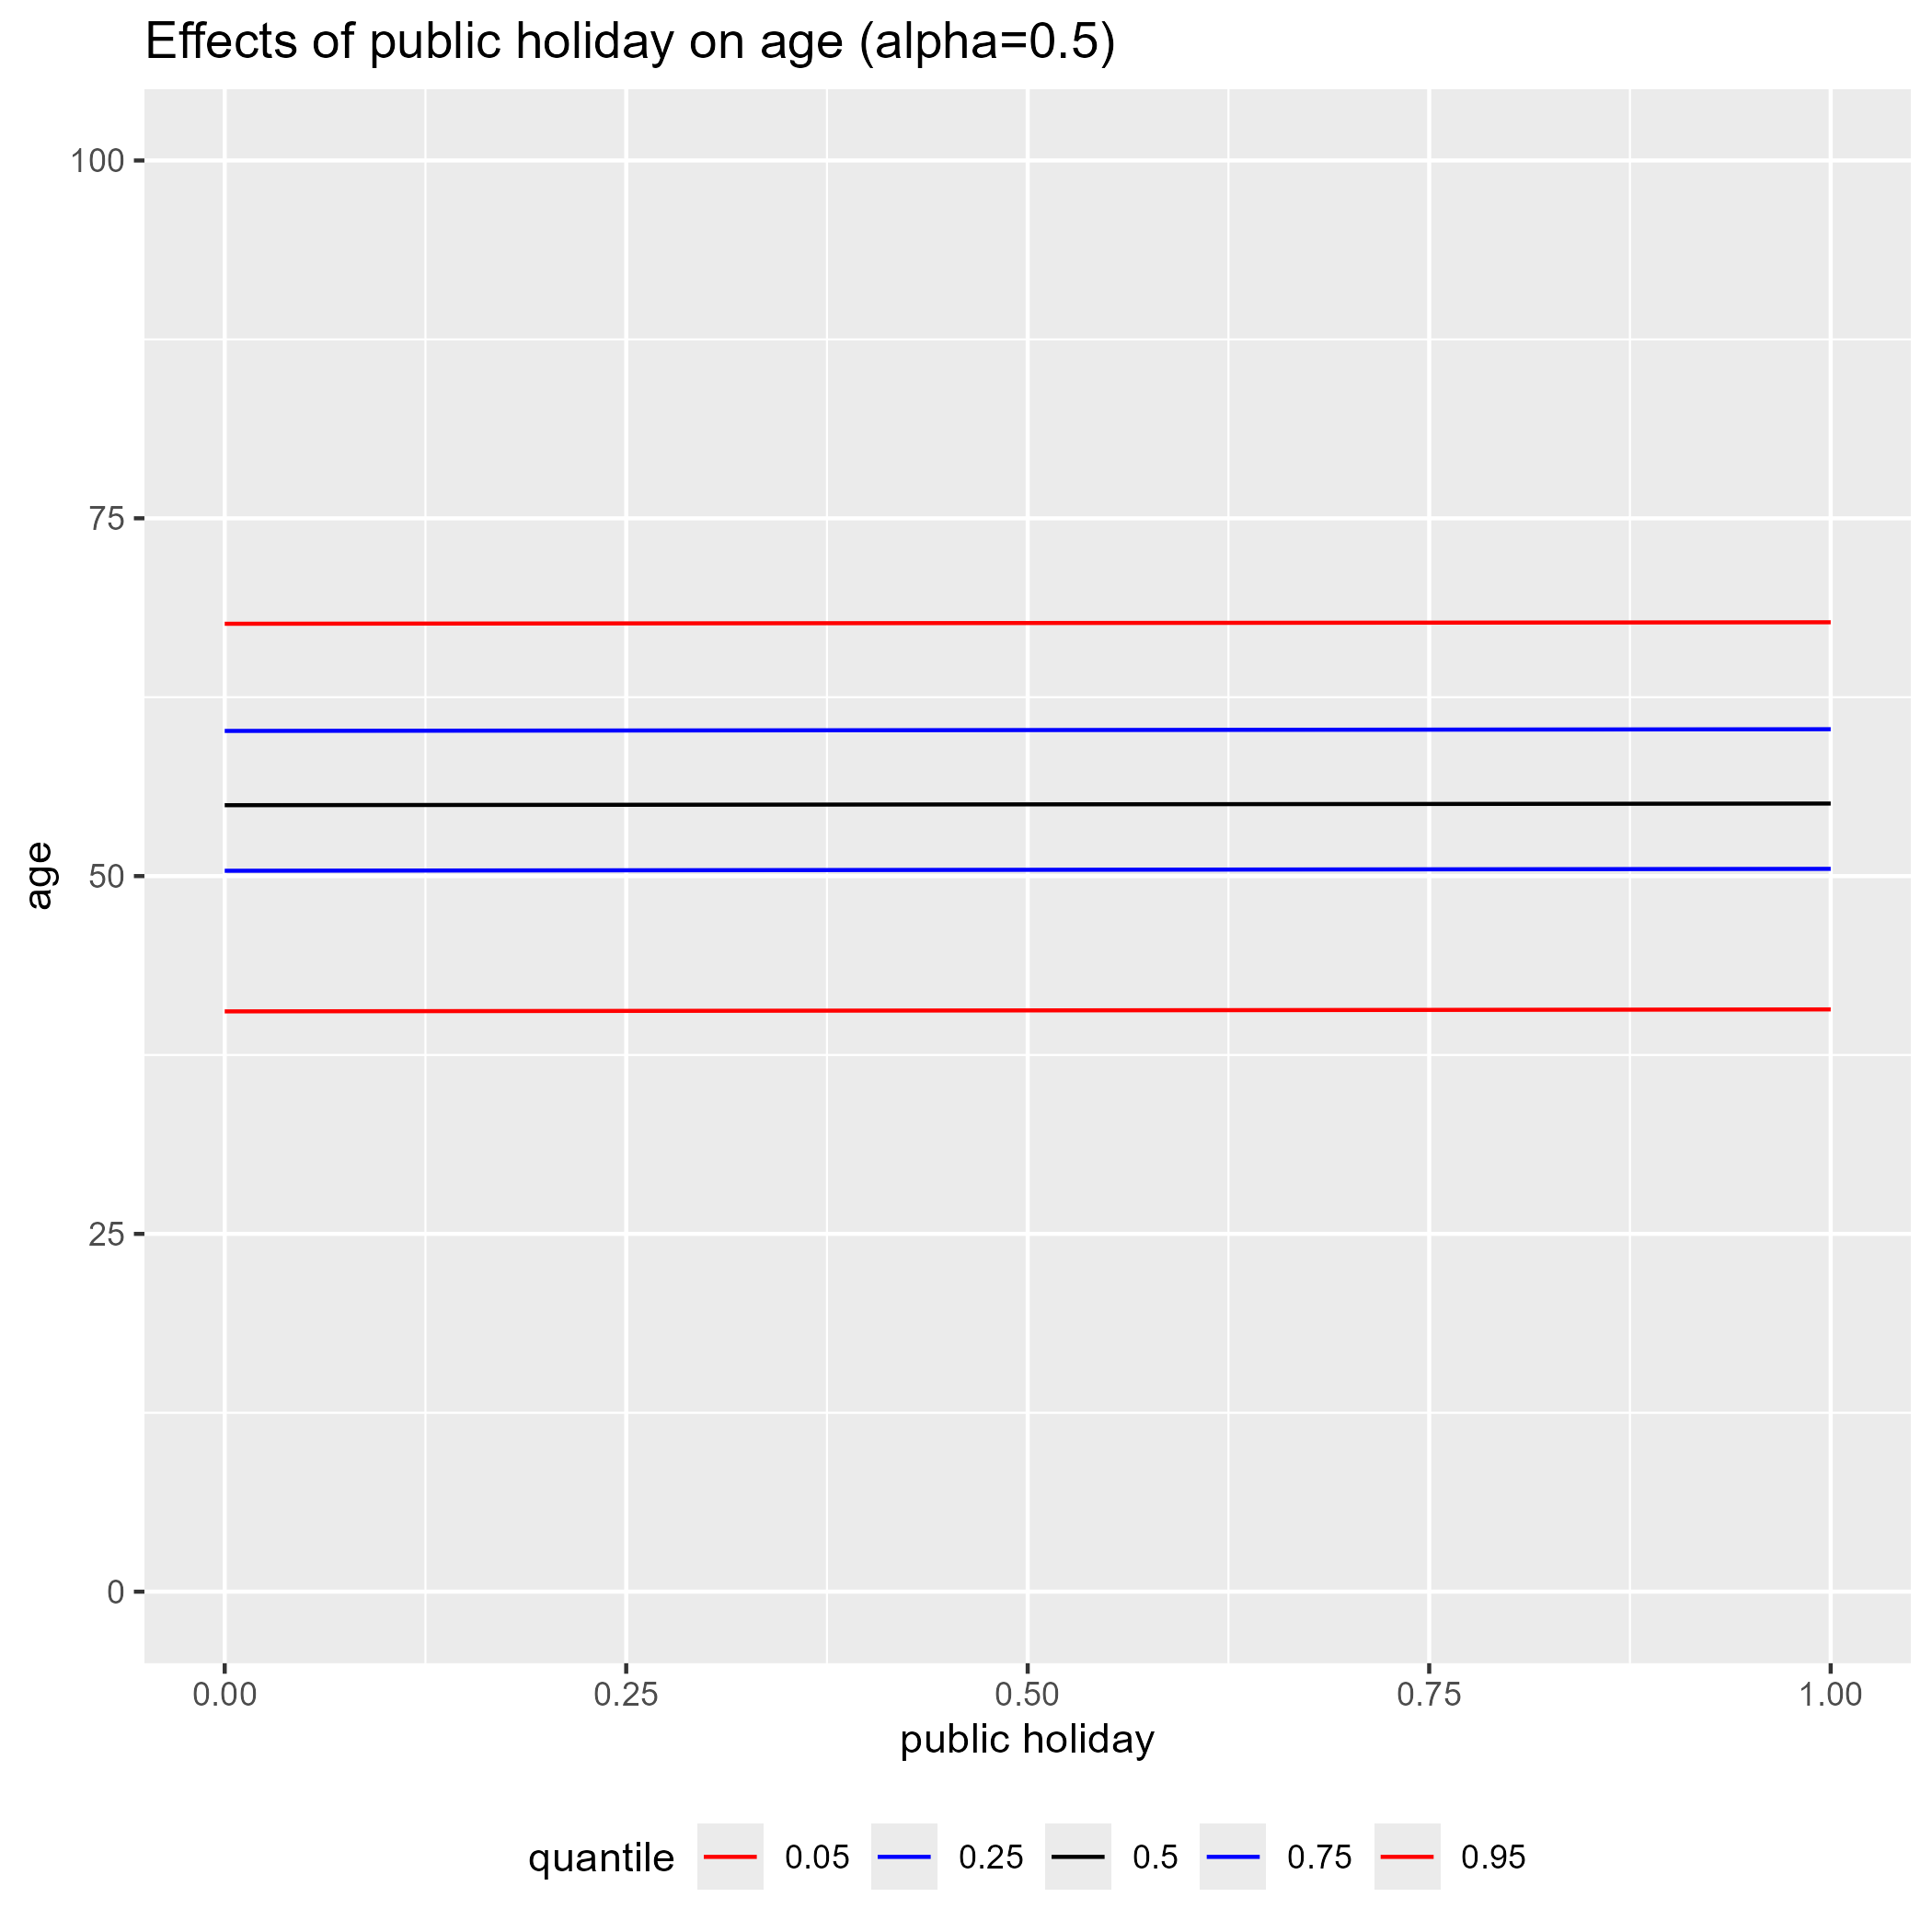 Effects of public holiday on age (alpha=0.5)
100
75
50
25
0
age
0.00 0.25 0.50 0.75 1.00
public holiday
quantile 0.05 0.25 0.5 0.75 0.95